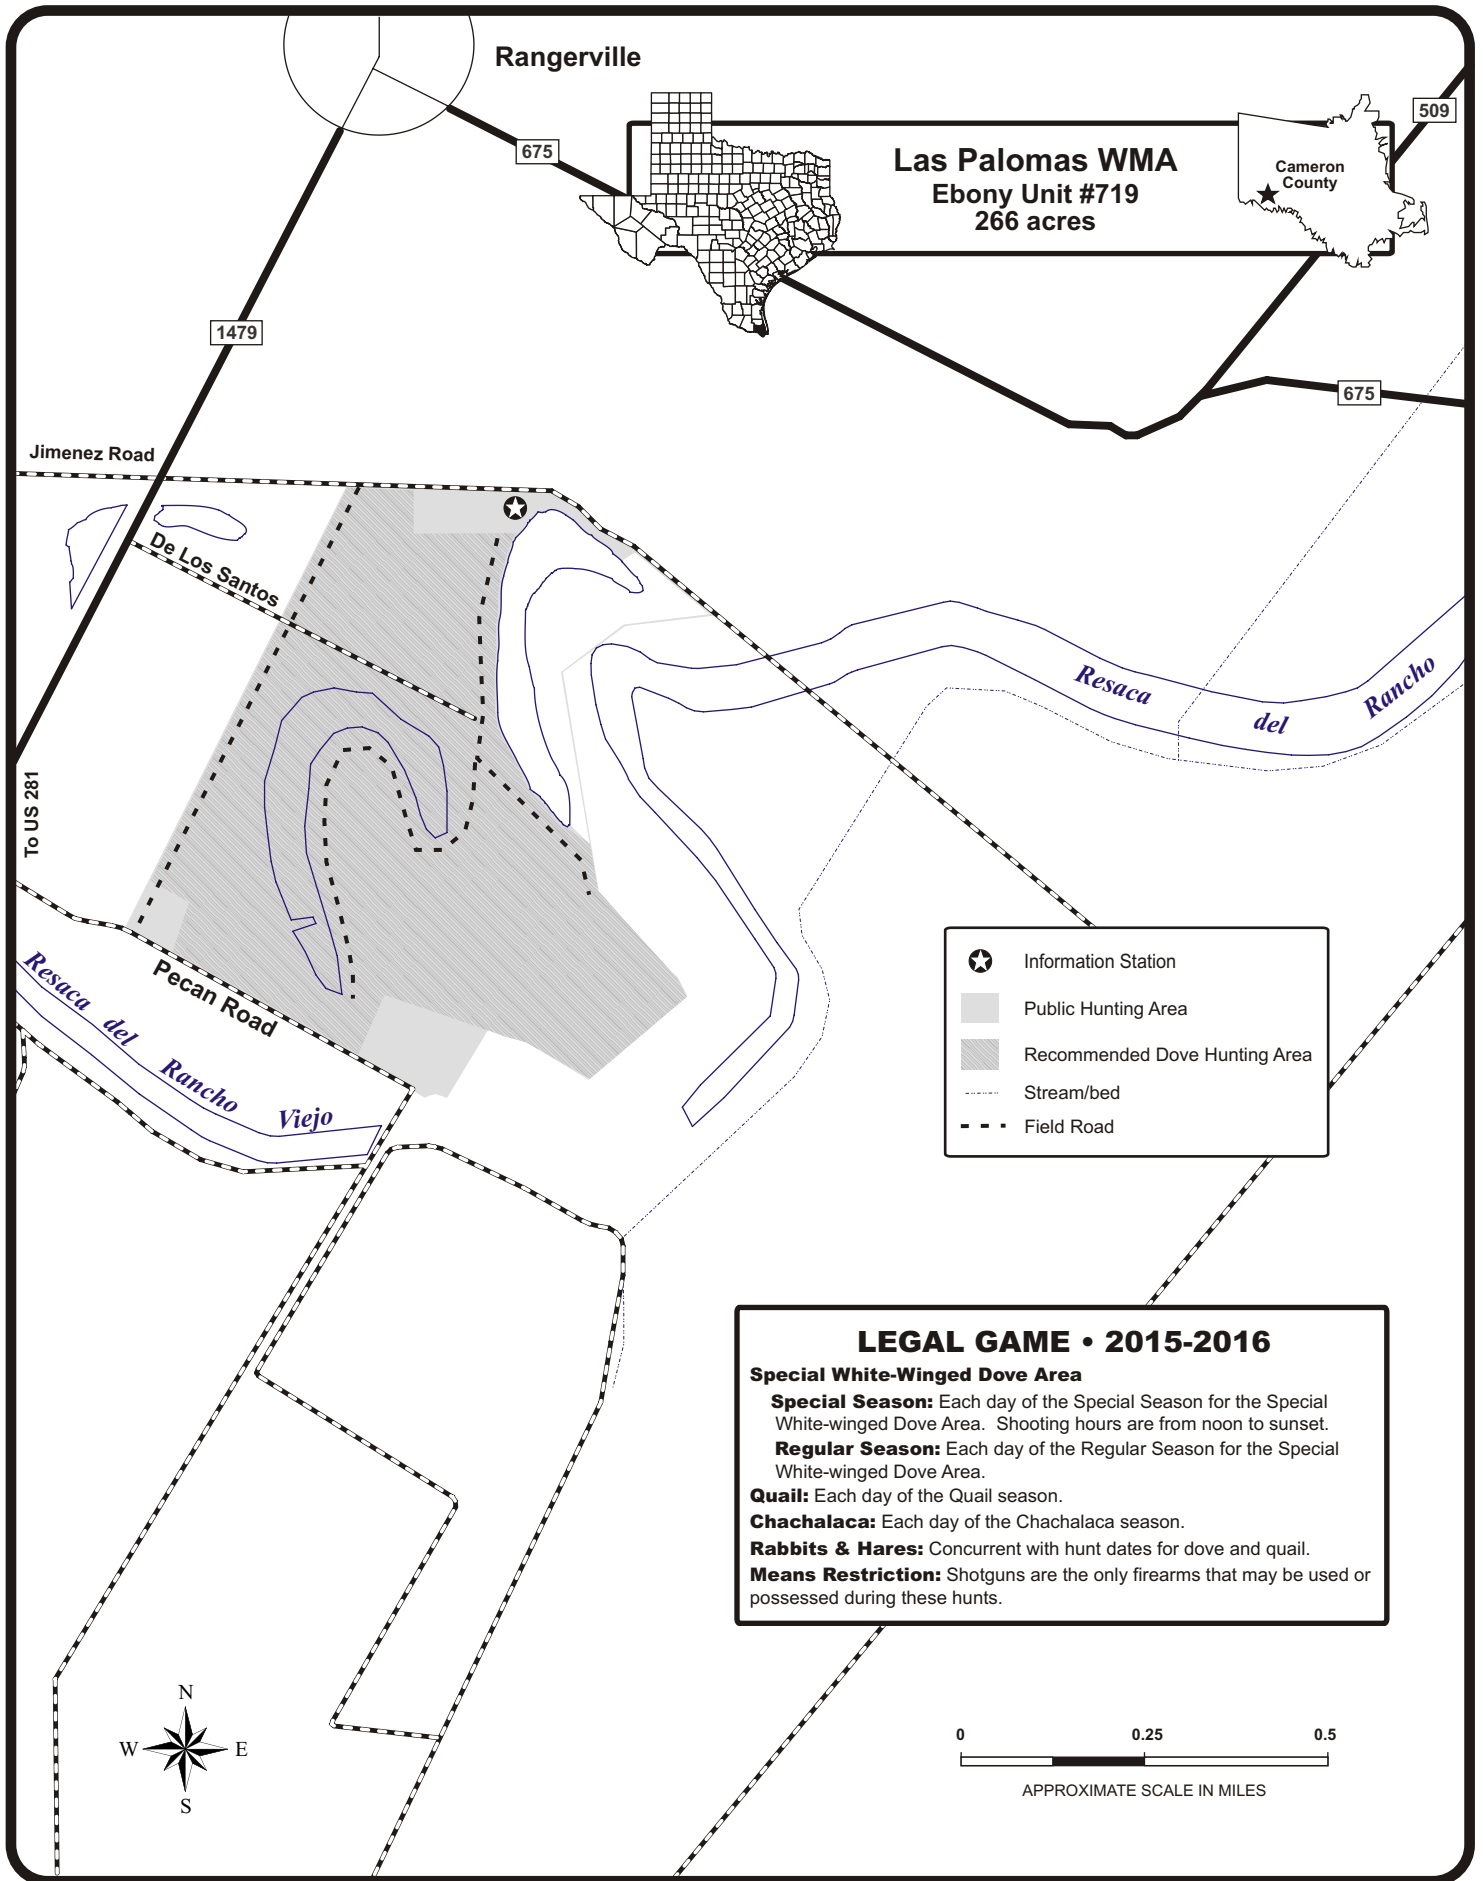 Rangerville
509
675
Las Palomas WMA
Ebony Unit #719
266 acres
Cameron
County
1479
675
Jimenez Road
De Los Santos
Resaca
del
Rancho
To US 281
Information Station
Public Hunting Area
Recommended Dove Hunting Area
Stream/bed
Field Road
Pecan Road
Resaca
del
Rancho
Viejo
LEGAL GAME • 2015-2016
Special White-Winged Dove Area
Special Season: Each day of the Special Season for the Special
White-winged Dove Area. Shooting hours are from noon to sunset.
Regular Season: Each day of the Regular Season for the Special
White-winged Dove Area.
Quail: Each day of the Quail season.
Chachalaca: Each day of the Chachalaca season.
Rabbits & Hares: Concurrent with hunt dates for dove and quail.
Means Restriction: Shotguns are the only firearms that may be used or
possessed during these hunts.
N
W E
S
0 0.25 0.5
APPROXIMATE SCALE IN MILES